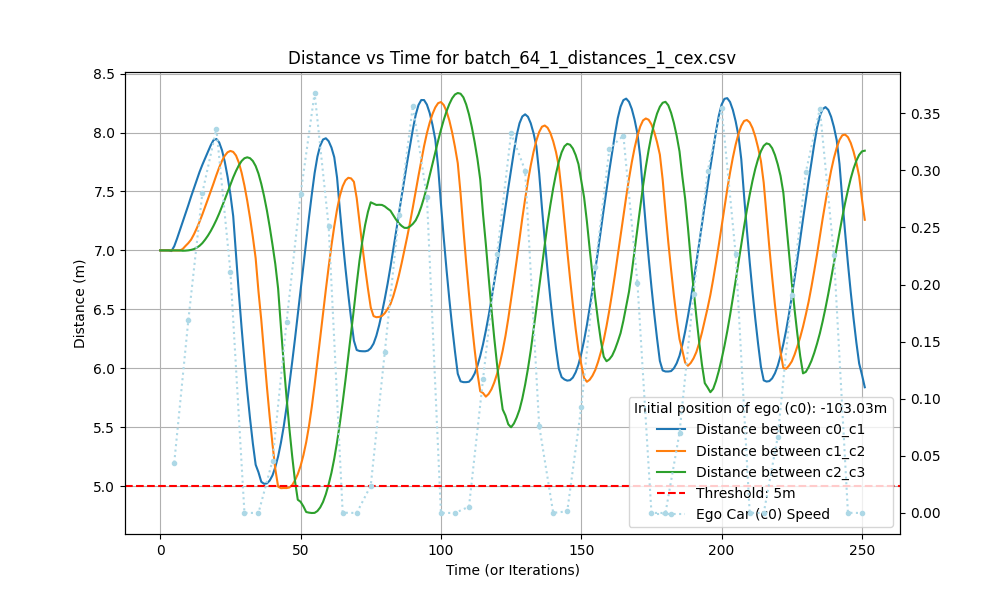 Distance vs Time for batch_64_1_distances_1_cex.csv
8.5
8.0
7.5
7.0
6.5
6.0
5.5
5.0
Distance (m)
0.35
0.30
0.25
0.20
0.15
0.10
0.05
0.00
Initial position of ego (c0): -103.03m
Distance between c0_c1
Distance between c1_c2
Distance between c2_c3
Threshold: 5m
Ego Car (c0) Speed
0 50 100 150 200 250
Time (or Iterations)